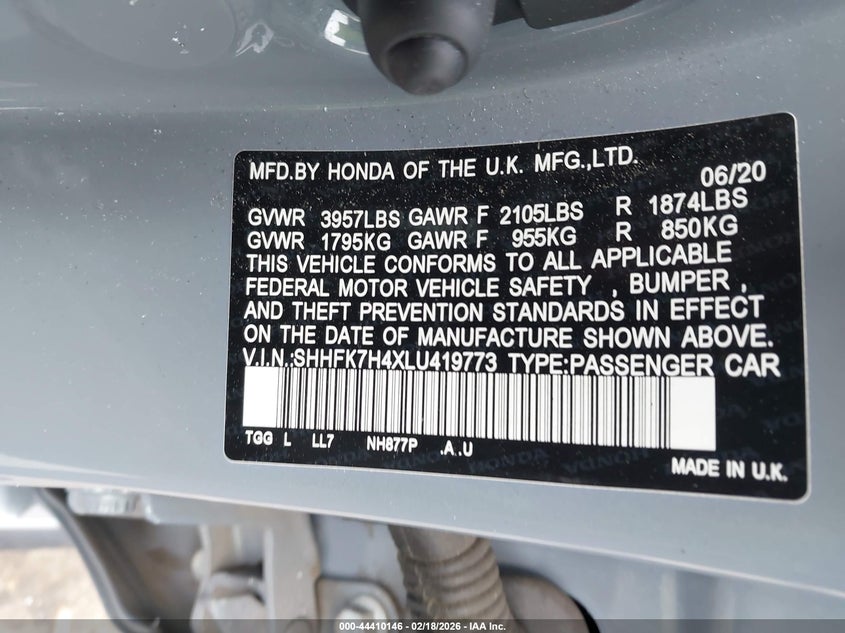 MFD.BY HONDA OF THE U.K. MFG.,LTD.
06/20
GVWR 3957LBS GAWR F 2105LBS R 1874LBS
GVWR 1795KG GAWR F 955KG R 850KG
THIS VEHICLE CONFORMS TO ALL APPLICABLE
FEDERAL MOTOR VEHICLE SAFETY , BUMPER ,
AND THEFT PREVENTION STANDARDS IN EFFECT
ON THE DATE OF MANUFACTURE SHOWN ABOVE.
V.I.N.:SHHFK7H4XLU419773 TYPE:PASSENGER CAR
TGG L LL7 NH877P .A.U
MADE IN U.K.
000-44410146 - 02/18/2026 - IAA Inc.